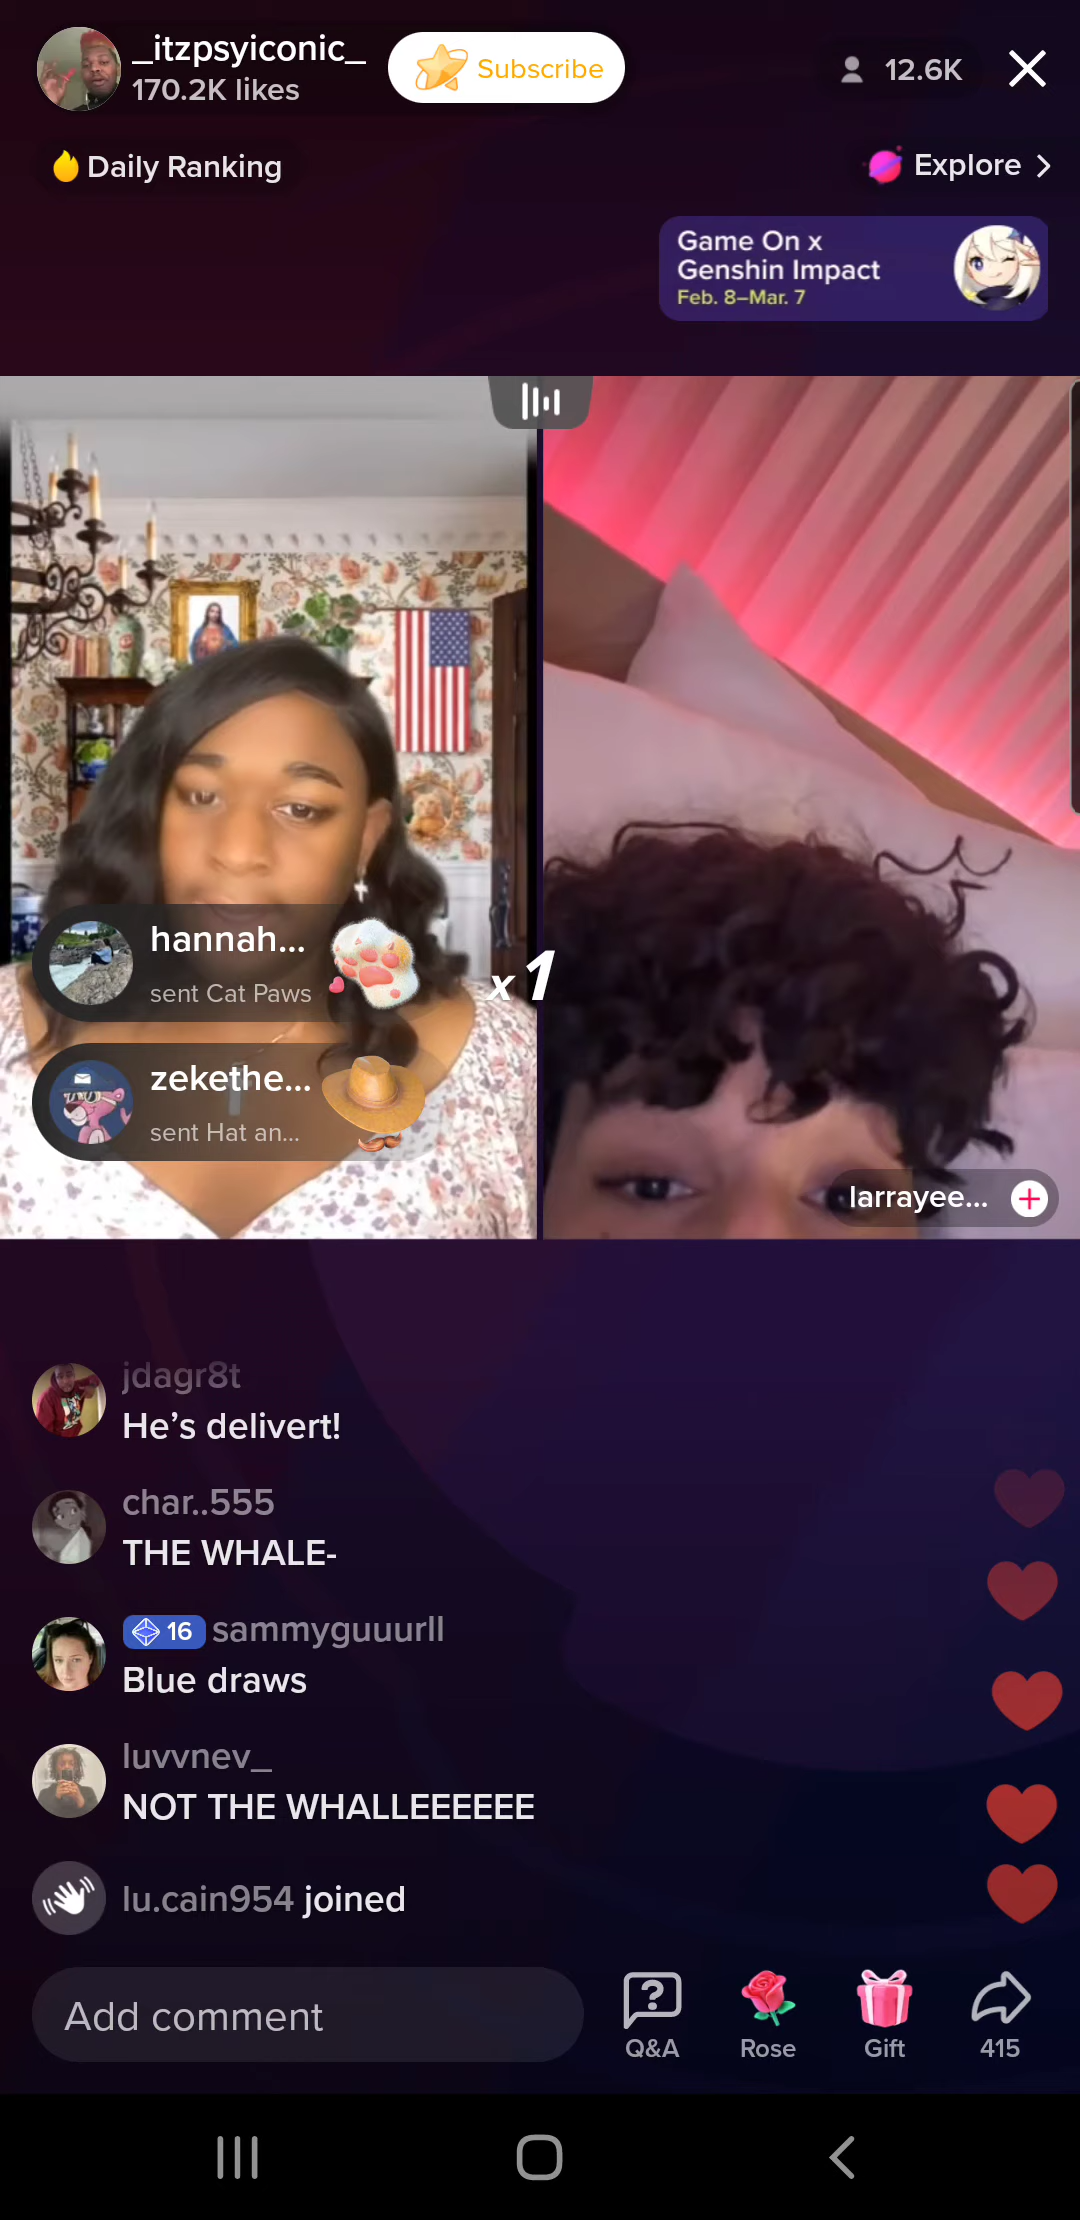 _itzpsyiconic_
170.2K likes
Subscribe
12.6K
Daily Ranking
Explore
Game On x
Genshin Impact
Feb. 8–Mar. 7
hannah...
sent Cat Paws
x1
zekethe...
sent Hat an...
larrayee...
jdagr8t
He's delivert!
char..555
THE WHALE-
16 sammyguuurll
Blue draws
luvvnev_
NOT THE WHALLEEEEEE
lu.cain954 joined
Add comment
Q&A
Rose
Gift
415